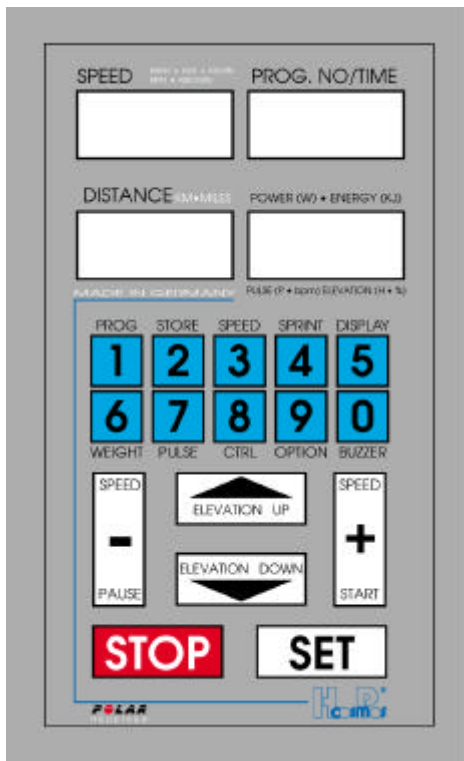 SPEED
PROG. NO/TIME
DISTANCE KM•MILES
POWER (W) • ENERGY (KJ)
MADE IN GERMANY
PULSE (P • bpm) ELEVATION (H • %)
PROG STORE SPEED SPRINT DISPLAY
1 2 3 4 5
6 7 8 9 0
WEIGHT PULSE CTRL OPTION BUZZER
SPEED
-
PAUSE
ELEVATION UP
ELEVATION DOWN
SPEED
+
START
STOP
SET
POLAR